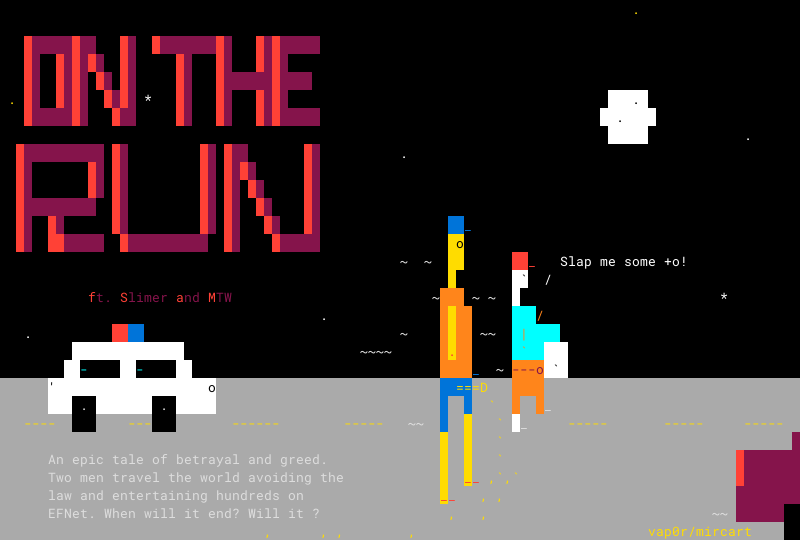 ON THE
RUN
Slap me some +o!
ft. Slimer and MTW
An epic tale of betrayal and greed.
Two men travel the world avoiding the
law and entertaining hundreds on
EFNet. When will it end? Will it ?
vap0r/mircart